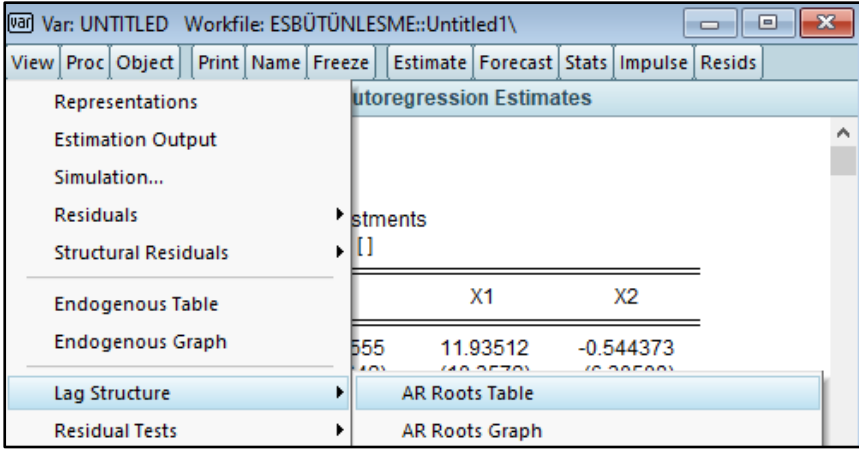 Var: UNTITLED Workfile: ESBÜTÜNLESME::Untitled1\
View Proc Object Print Name Freeze Estimate Forecast Stats Impulse Resids
utoregression Estimates
Representations
Estimation Output
Simulation...
Residuals
stments
Structural Residuals
[]
Endogenous Table
X1 X2
Endogenous Graph
555 11.93512 -0.544373
Lag Structure
AR Roots Table
Residual Tests
AR Roots Graph